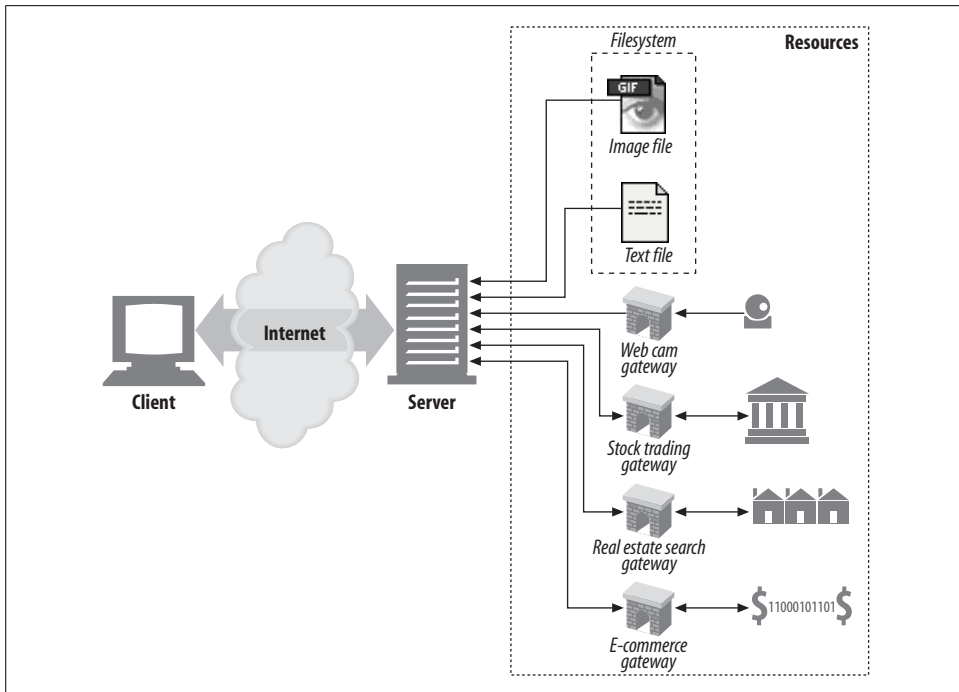 Filesystem
Resources
GIF
Image file
Text file
Internet
Client
Server
Web cam
gateway
Stock trading
gateway
Real estate search
gateway
$11000101101$
E-commerce
gateway